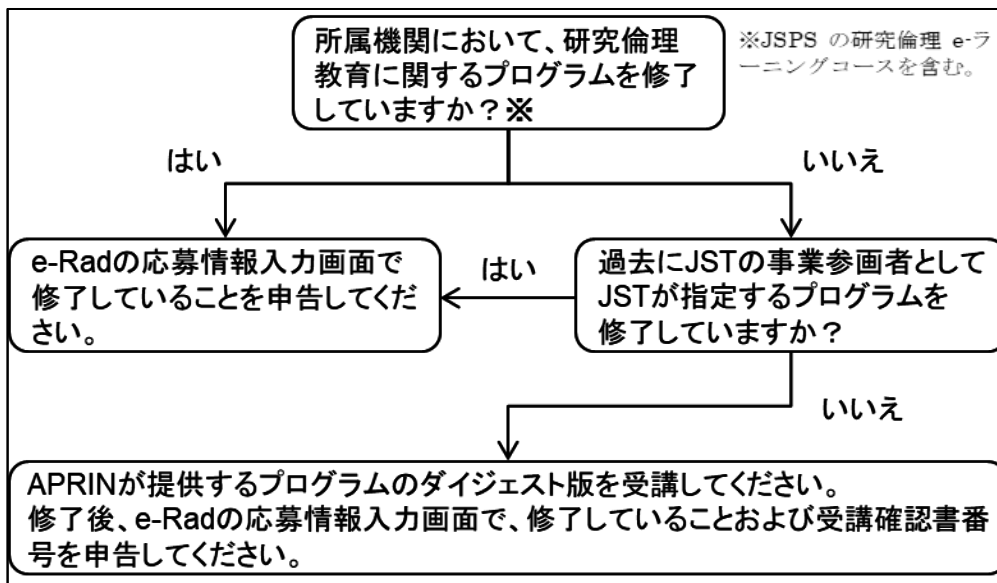 所属機関において、研究倫理
教育に関するプログラムを修了
していますか？※
※JSPS の研究倫理 e-ラ
ーニングコースを含む。
はい
いいえ
e-Radの応募情報入力画面で
修了していることを申告してくだ
さい。
はい
過去にJSTの事業参画者として
JSTが指定するプログラムを
修了していますか？
いいえ
APRINが提供するプログラムのダイジェスト版を受講してください。
修了後、e-Radの応募情報入力画面で、修了していることおよび受講確認書番
号を申告してください。